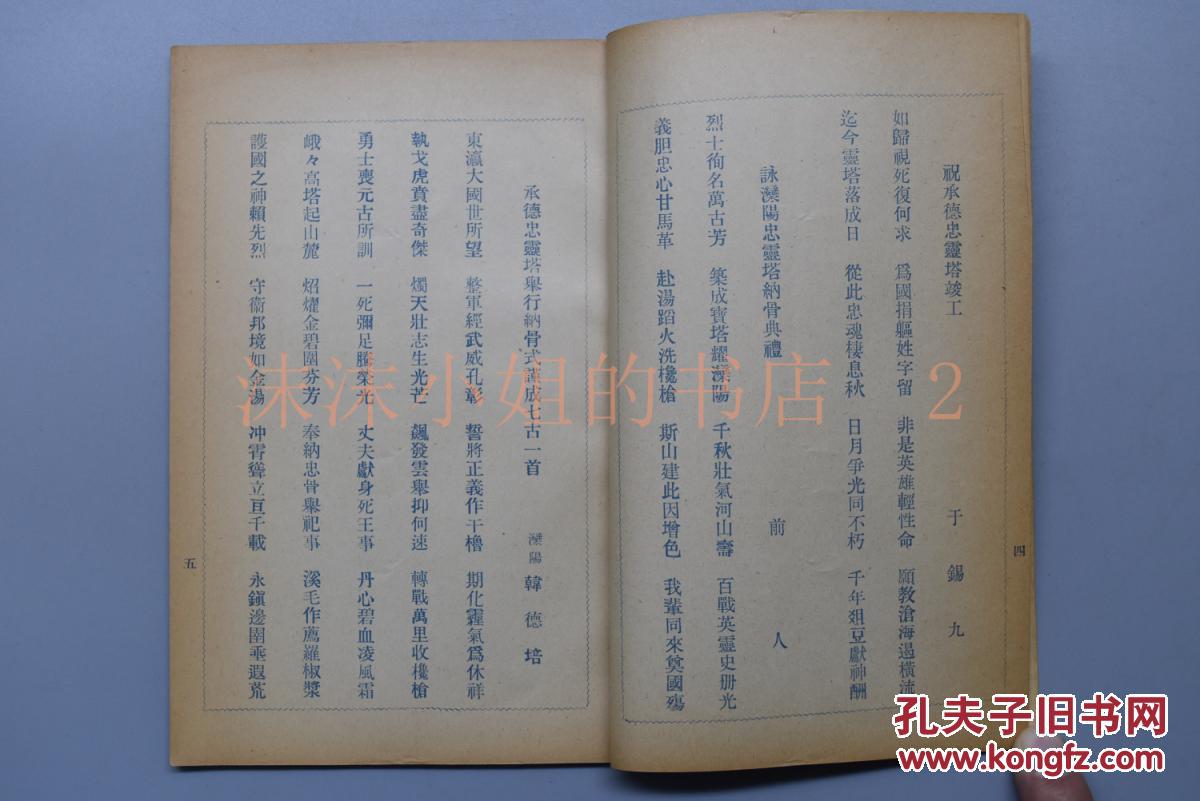 四
祝承德忠靈塔竣工 于錫九
如歸視死復何求 爲國捐軀姓字留 非是英雄輕性命 願教滄海遏橫流
迄今靈塔落成日 從此忠魂棲息秋 日月爭光同不朽 千年俎豆獻神酬
詠灤陽忠靈塔納骨典禮 前人
烈士徇名萬古芳 築成寶塔耀灤陽 千秋壯氣河山壽 百戰英靈史册光
義胆忠心甘馬革 赴湯蹈火洗欃槍 斯山建此因增色 我輩同來奠國殤
承德忠靈塔舉行納骨式謹成七古一首 灤陽 韓德培
東瀛大國世所望 整軍經武威孔彰 誓將正義作干櫓 期化霾氣爲休祥
執戈虎賁盡奇傑 燭天壯志生光芒 飆發雲舉抑何速 轉戰萬里收欃槍
勇士喪元古所訓 一死彌足騰榮光 丈夫獻身死王事 丹心碧血凌風霜
峨々高塔起山麓 炤燿金碧圍芬芳 奉納忠骨舉祀事 溪毛作薦羅椒漿
護國之神賴先烈 守衞邦境如金湯 冲霄聳立亘千載 永鎭邊圉垂遐荒
五
沫沫小姐的书店 2
孔夫子旧书网
www.kongfz.com